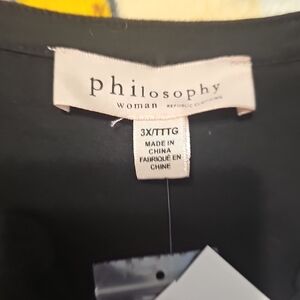 philosophy
woman REPUBLIC CLOTHING
3X/TTTG
MADE IN
CHINA
FABRIQUÉ EN
CHINE